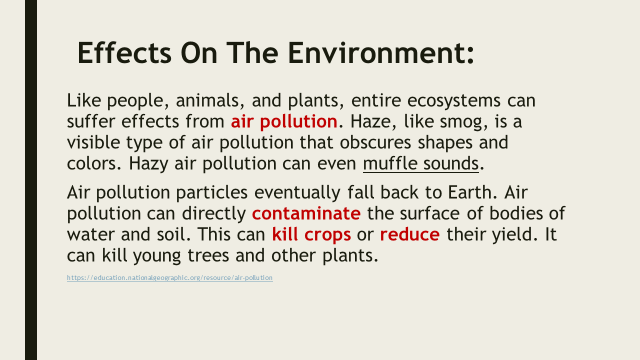 Effects On The Environment:
Like people, animals, and plants, entire ecosystems can
suffer effects from air pollution. Haze, like smog, is a
visible type of air pollution that obscures shapes and
colors. Hazy air pollution can even muffle sounds.
Air pollution particles eventually fall back to Earth. Air
pollution can directly contaminate the surface of bodies of
water and soil. This can kill crops or reduce their yield. It
can kill young trees and other plants.
https://education.nationalgeographic.org/resource/air-pollution